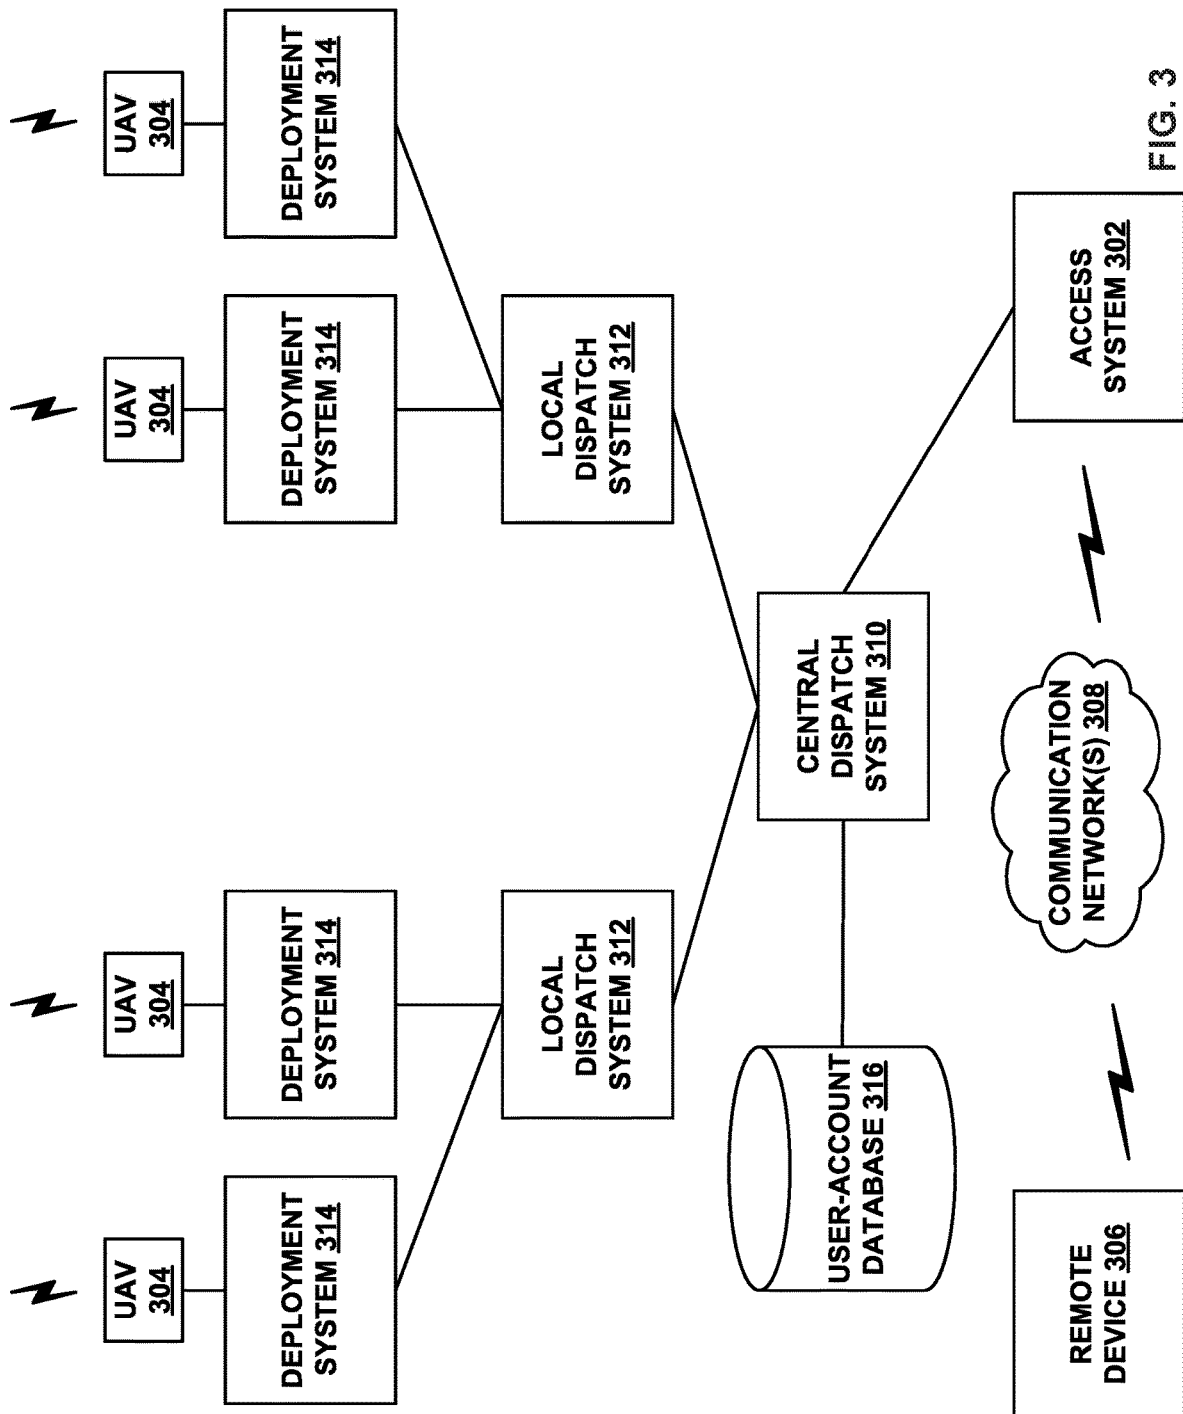 UAV
304
UAV
304
UAV
304
UAV
304
DEPLOYMENT
SYSTEM 314
DEPLOYMENT
SYSTEM 314
DEPLOYMENT
SYSTEM 314
DEPLOYMENT
SYSTEM 314
LOCAL
DISPATCH
SYSTEM 312
LOCAL
DISPATCH
SYSTEM 312
USER-ACCOUNT
DATABASE 316
CENTRAL
DISPATCH
SYSTEM 310
REMOTE
DEVICE 306
COMMUNICATION
NETWORK(S) 308
ACCESS
SYSTEM 302
FIG. 3